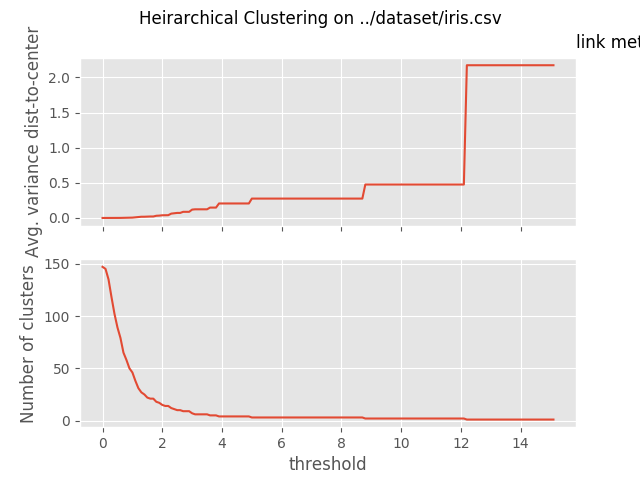 Heirarchical Clustering on ../dataset/iris.csv
link met
Avg. variance dist-to-center
2.0
1.5
1.0
0.5
0.0
Number of clusters
150
100
50
0
0 2 4 6 8 10 12 14
threshold